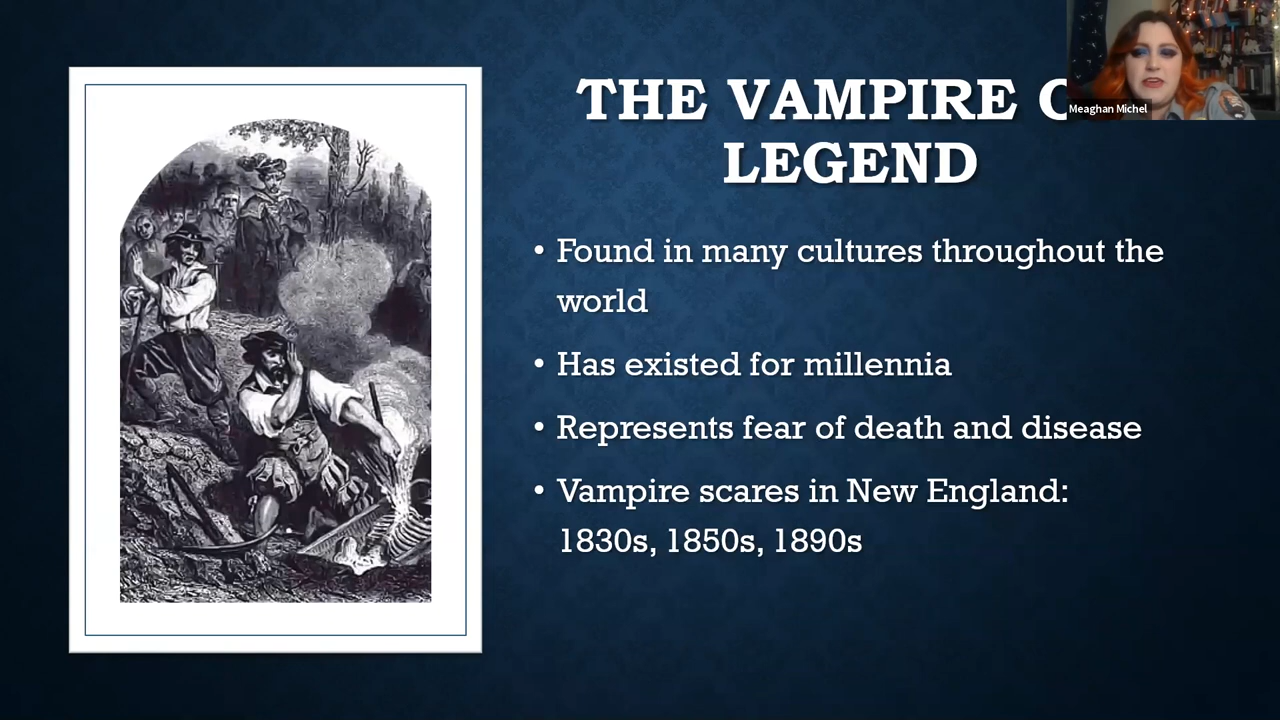 THE VAMPIRE
LEGEND
• Found in many cultures throughout the
world
• Has existed for millennia
• Represents fear of death and disease
• Vampire scares in New England:
1830s, 1850s, 1890s
Meaghan Michel